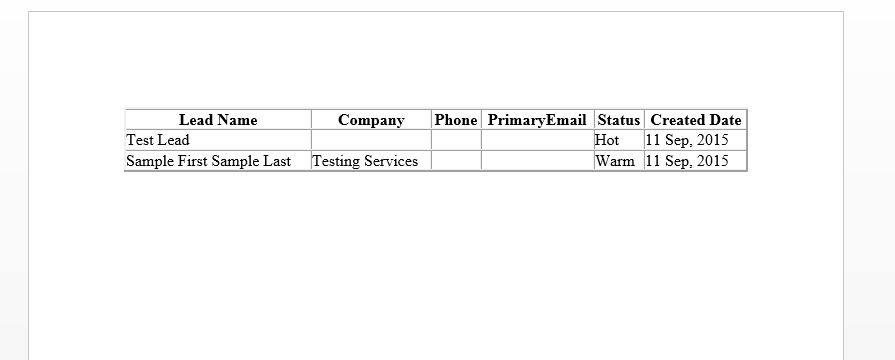 Lead Name Company Phone PrimaryEmail Status Created Date
Test Lead Hot 11 Sep, 2015
Sample First Sample Last Testing Services Warm 11 Sep, 2015